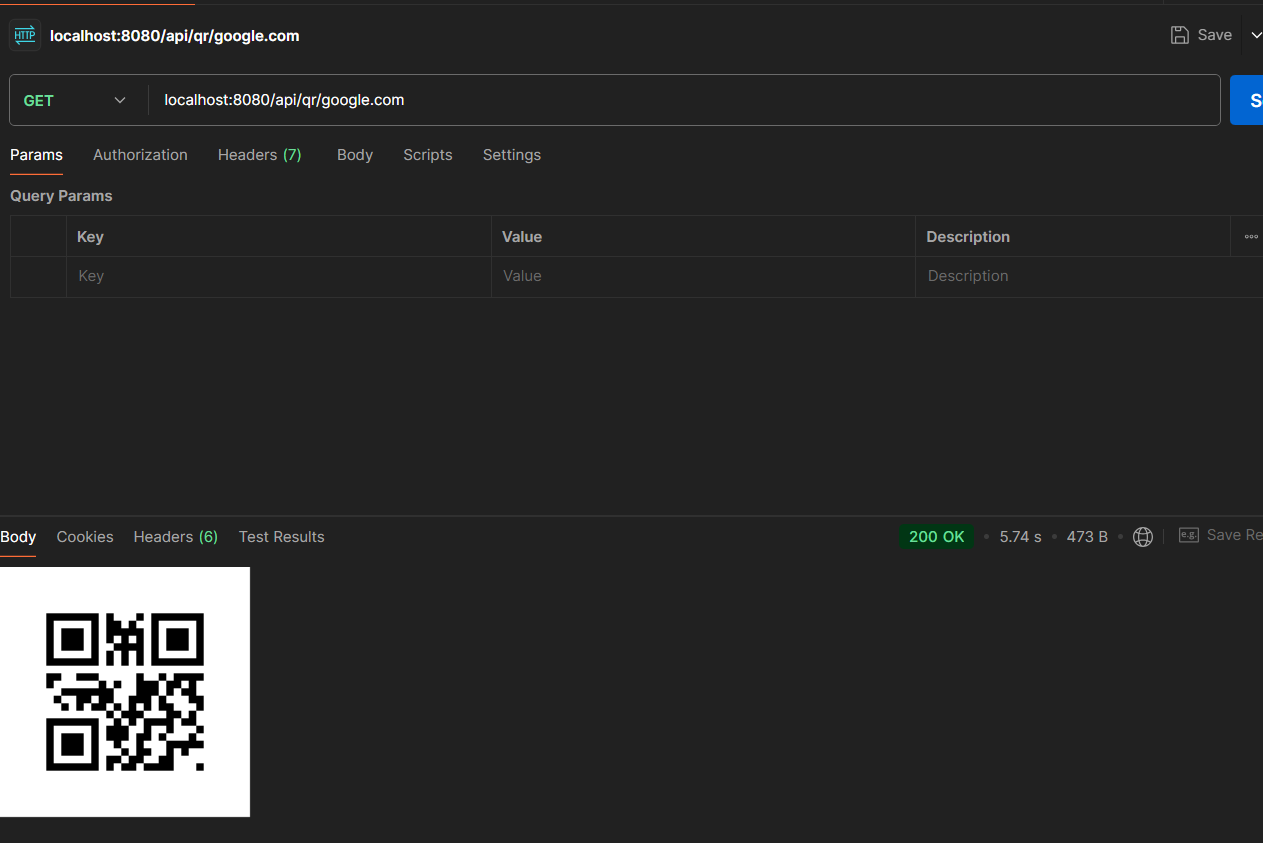 HTTP localhost:8080/api/qr/google.com Save
GET localhost:8080/api/qr/google.com
Params Authorization Headers (7) Body Scripts Settings
Query Params
Key Value Description
Key Value Description
Body Cookies Headers (6) Test Results 200 OK • 5.74 s • 473 B • e.g. Save Re